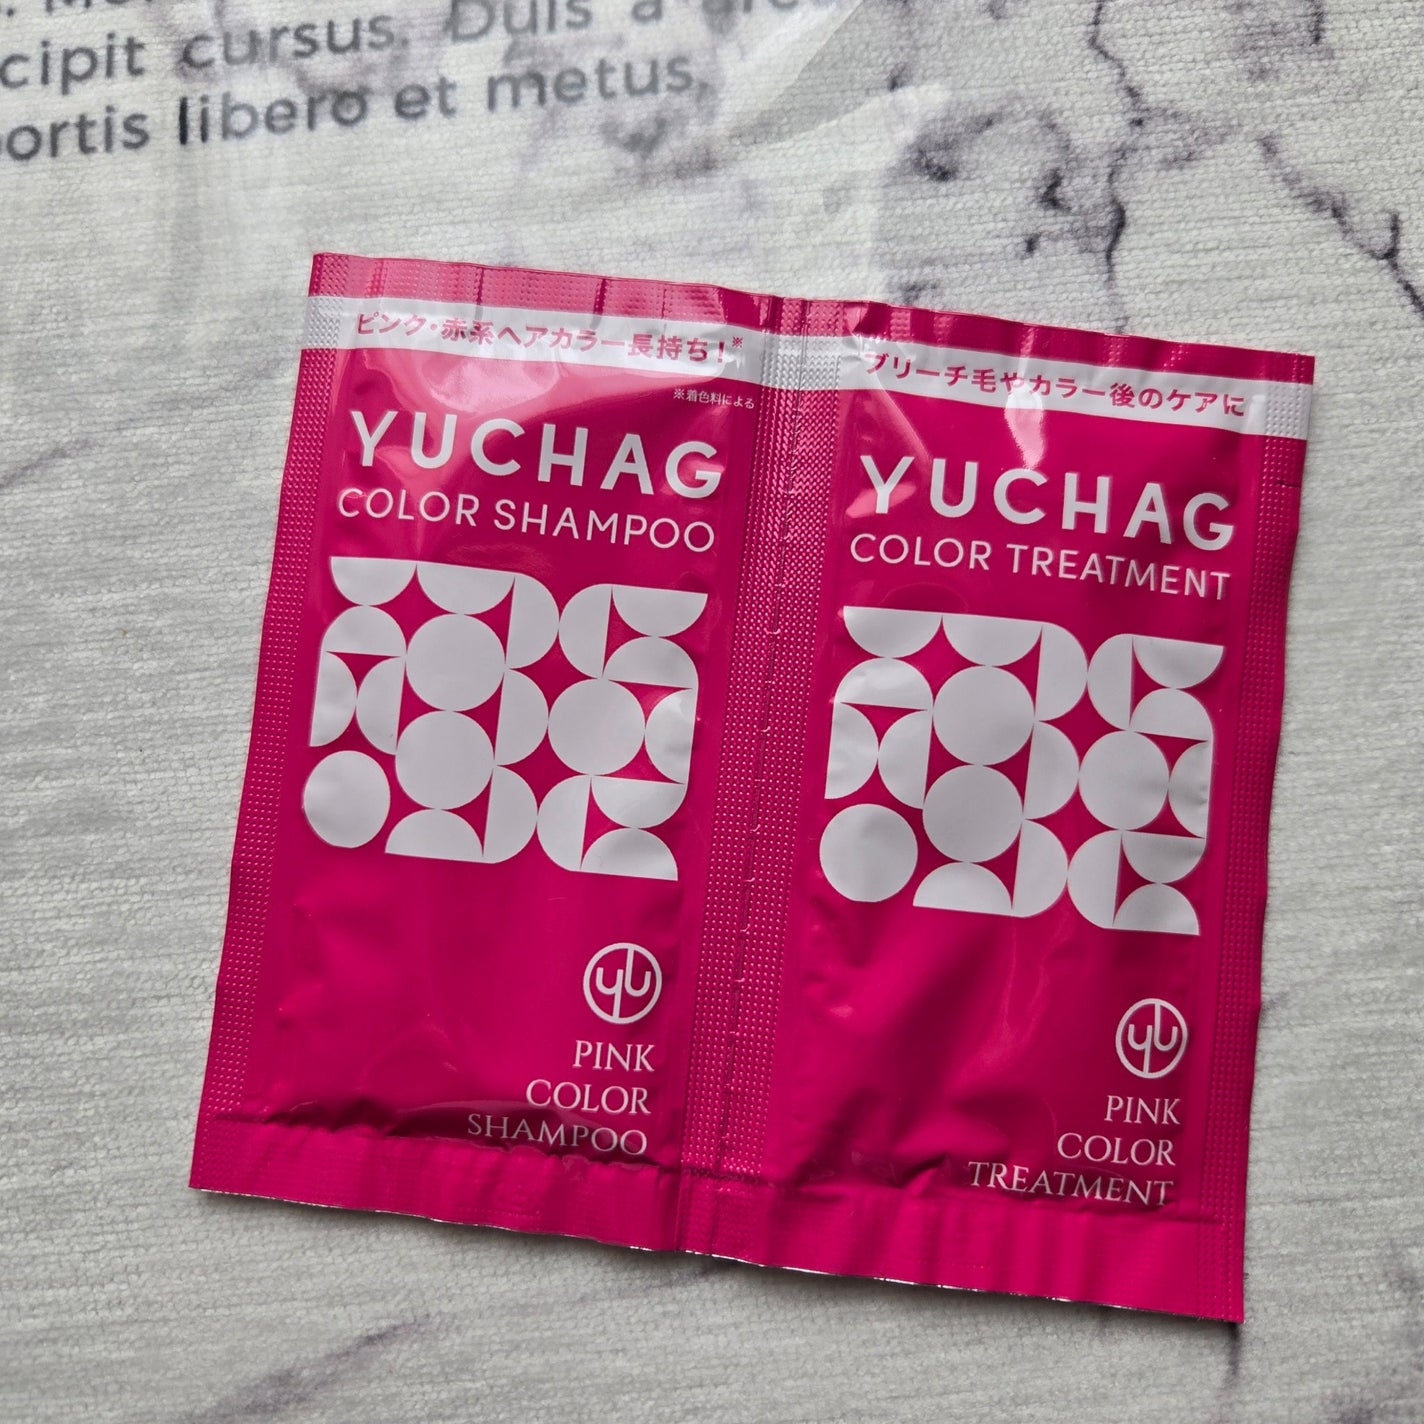 cipit cursus. Duis a
ortis libero et metus,
ピンク・赤系ヘアカラー長持ち！※
※着色料による
YUCHAG
COLOR SHAMPOO
yu
PINK
COLOR
SHAMPOO
ブリーチ毛やカラー後のケアに
YUCHAG
COLOR TREATMENT
yu
PINK
COLOR
TREATMENT